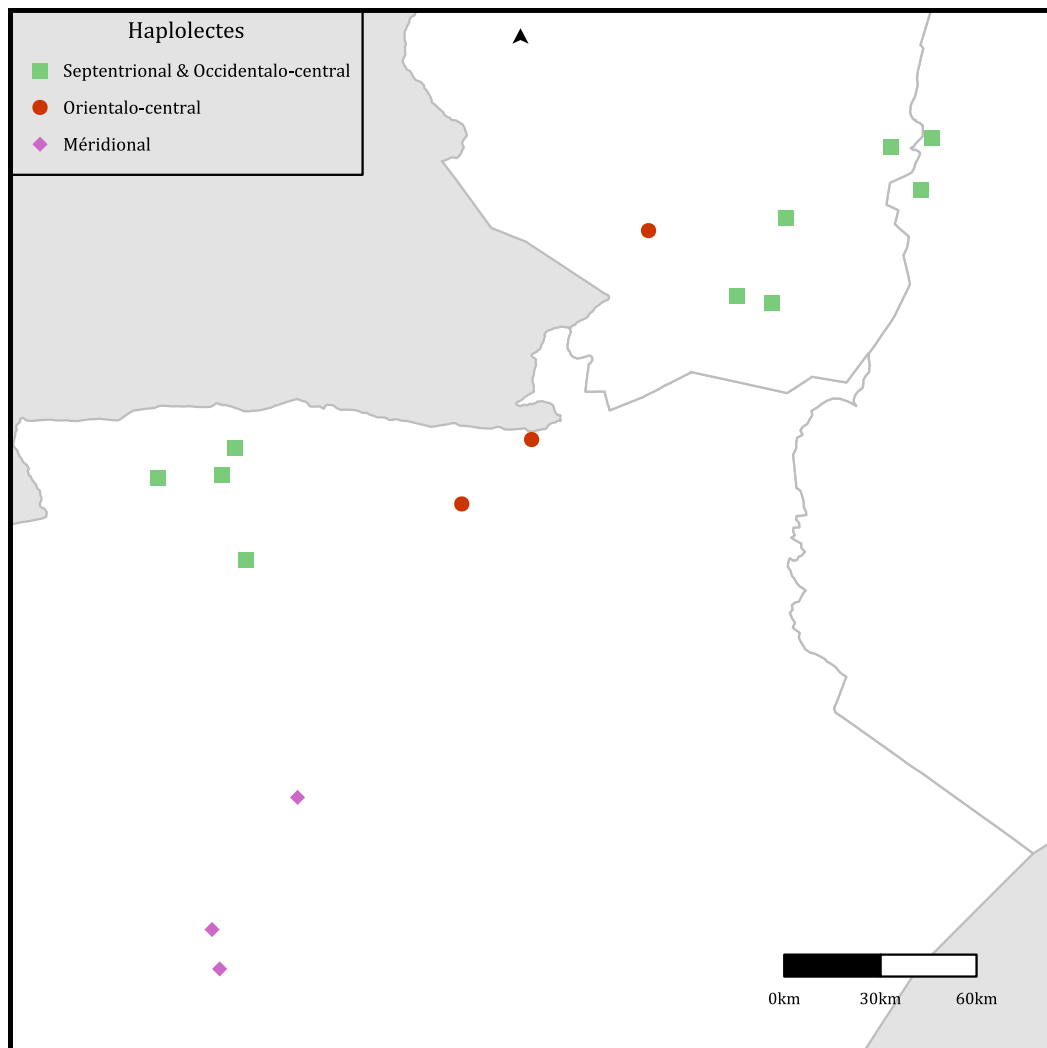 Haplolectes
Septentrional & Occidentalo-central
Orientalo-central
Méridional
0km 30km 60km